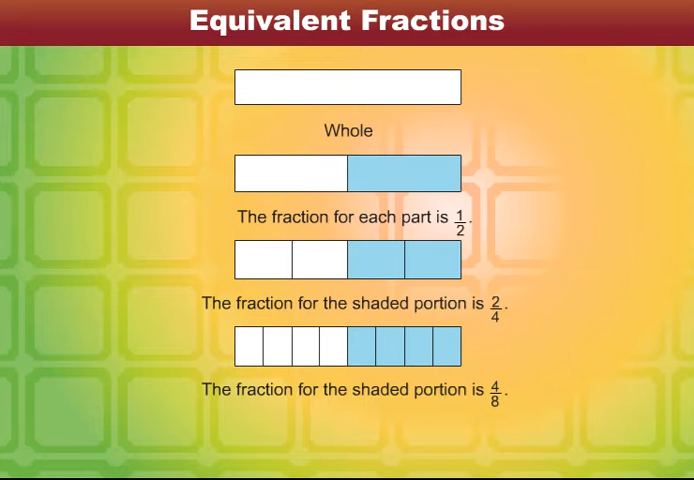 Equivalent Fractions
Whole
The fraction for each part is 1/2.
The fraction for the shaded portion is 2/4.
The fraction for the shaded portion is 4/8.